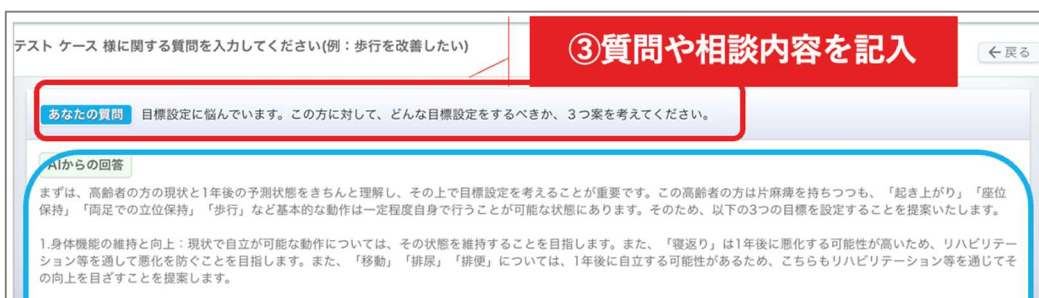 テスト ケース 様に関する質問を入力してください(例：歩行を改善したい)
③質問や相談内容を記入
←戻る
あなたの質問 目標設定に悩んでいます。この方に対して、どんな目標設定をするべきか、３つ案を考えてください。
AIからの回答
まずは、高齢者の方の現状と1年後の予測状態をきちんと理解し、その上で目標設定を考えることが重要です。この高齢者の方は片麻痺を持ちつつも、「起き上がり」「座位
保持」「両足での立位保持」「歩行」など基本的な動作は一定程度自身で行うことが可能な状態にあります。そのため、以下の3つの目標を設定することを提案いたします。
1.身体機能の維持と向上：現状で自立が可能な動作については、その状態を維持することを目指します。また、「寝返り」は1年後に悪化する可能性が高いため、リハビリテー
ション等を通して悪化を防ぐことを目指します。また、「移動」「排尿」「排便」については、1年後に自立する可能性があるため、こちらもリハビリテーション等を通じてそ
の向上を目ざすことを提案します。